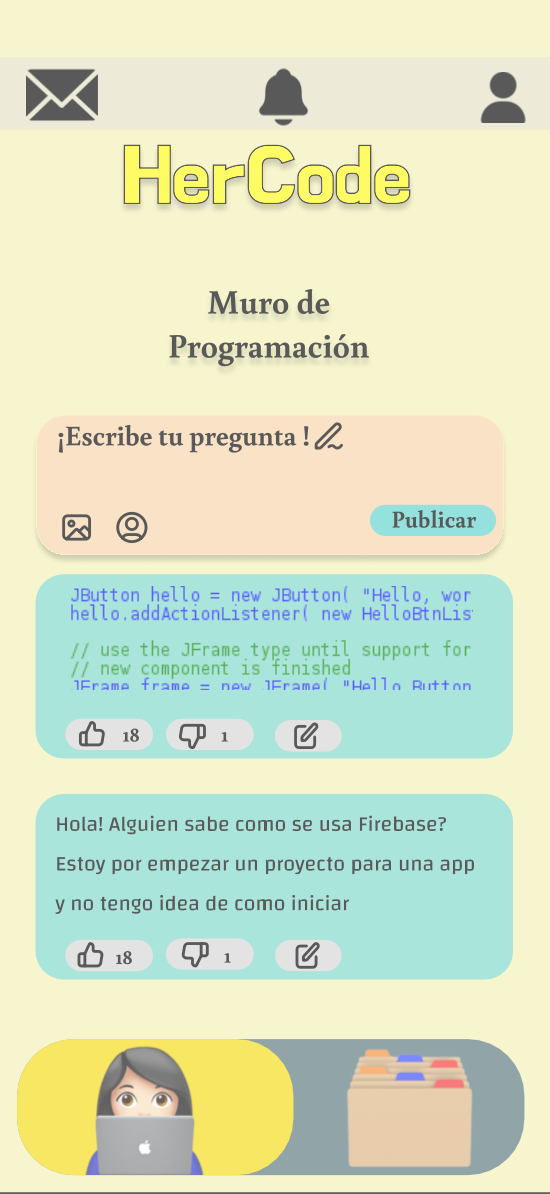 HerCode
Muro de
Programación
¡Escribe tu pregunta !
Publicar
JButton hello = new JButton( "Hello, wor
hello.addActionListener( new HelloBtnLis
// use the JFrame type until support for
// new component is finished
JFrame frame = new JFrame( "Hello Button
18 1
Hola! Alguien sabe como se usa Firebase?
Estoy por empezar un proyecto para una app
y no tengo idea de como iniciar
18 1